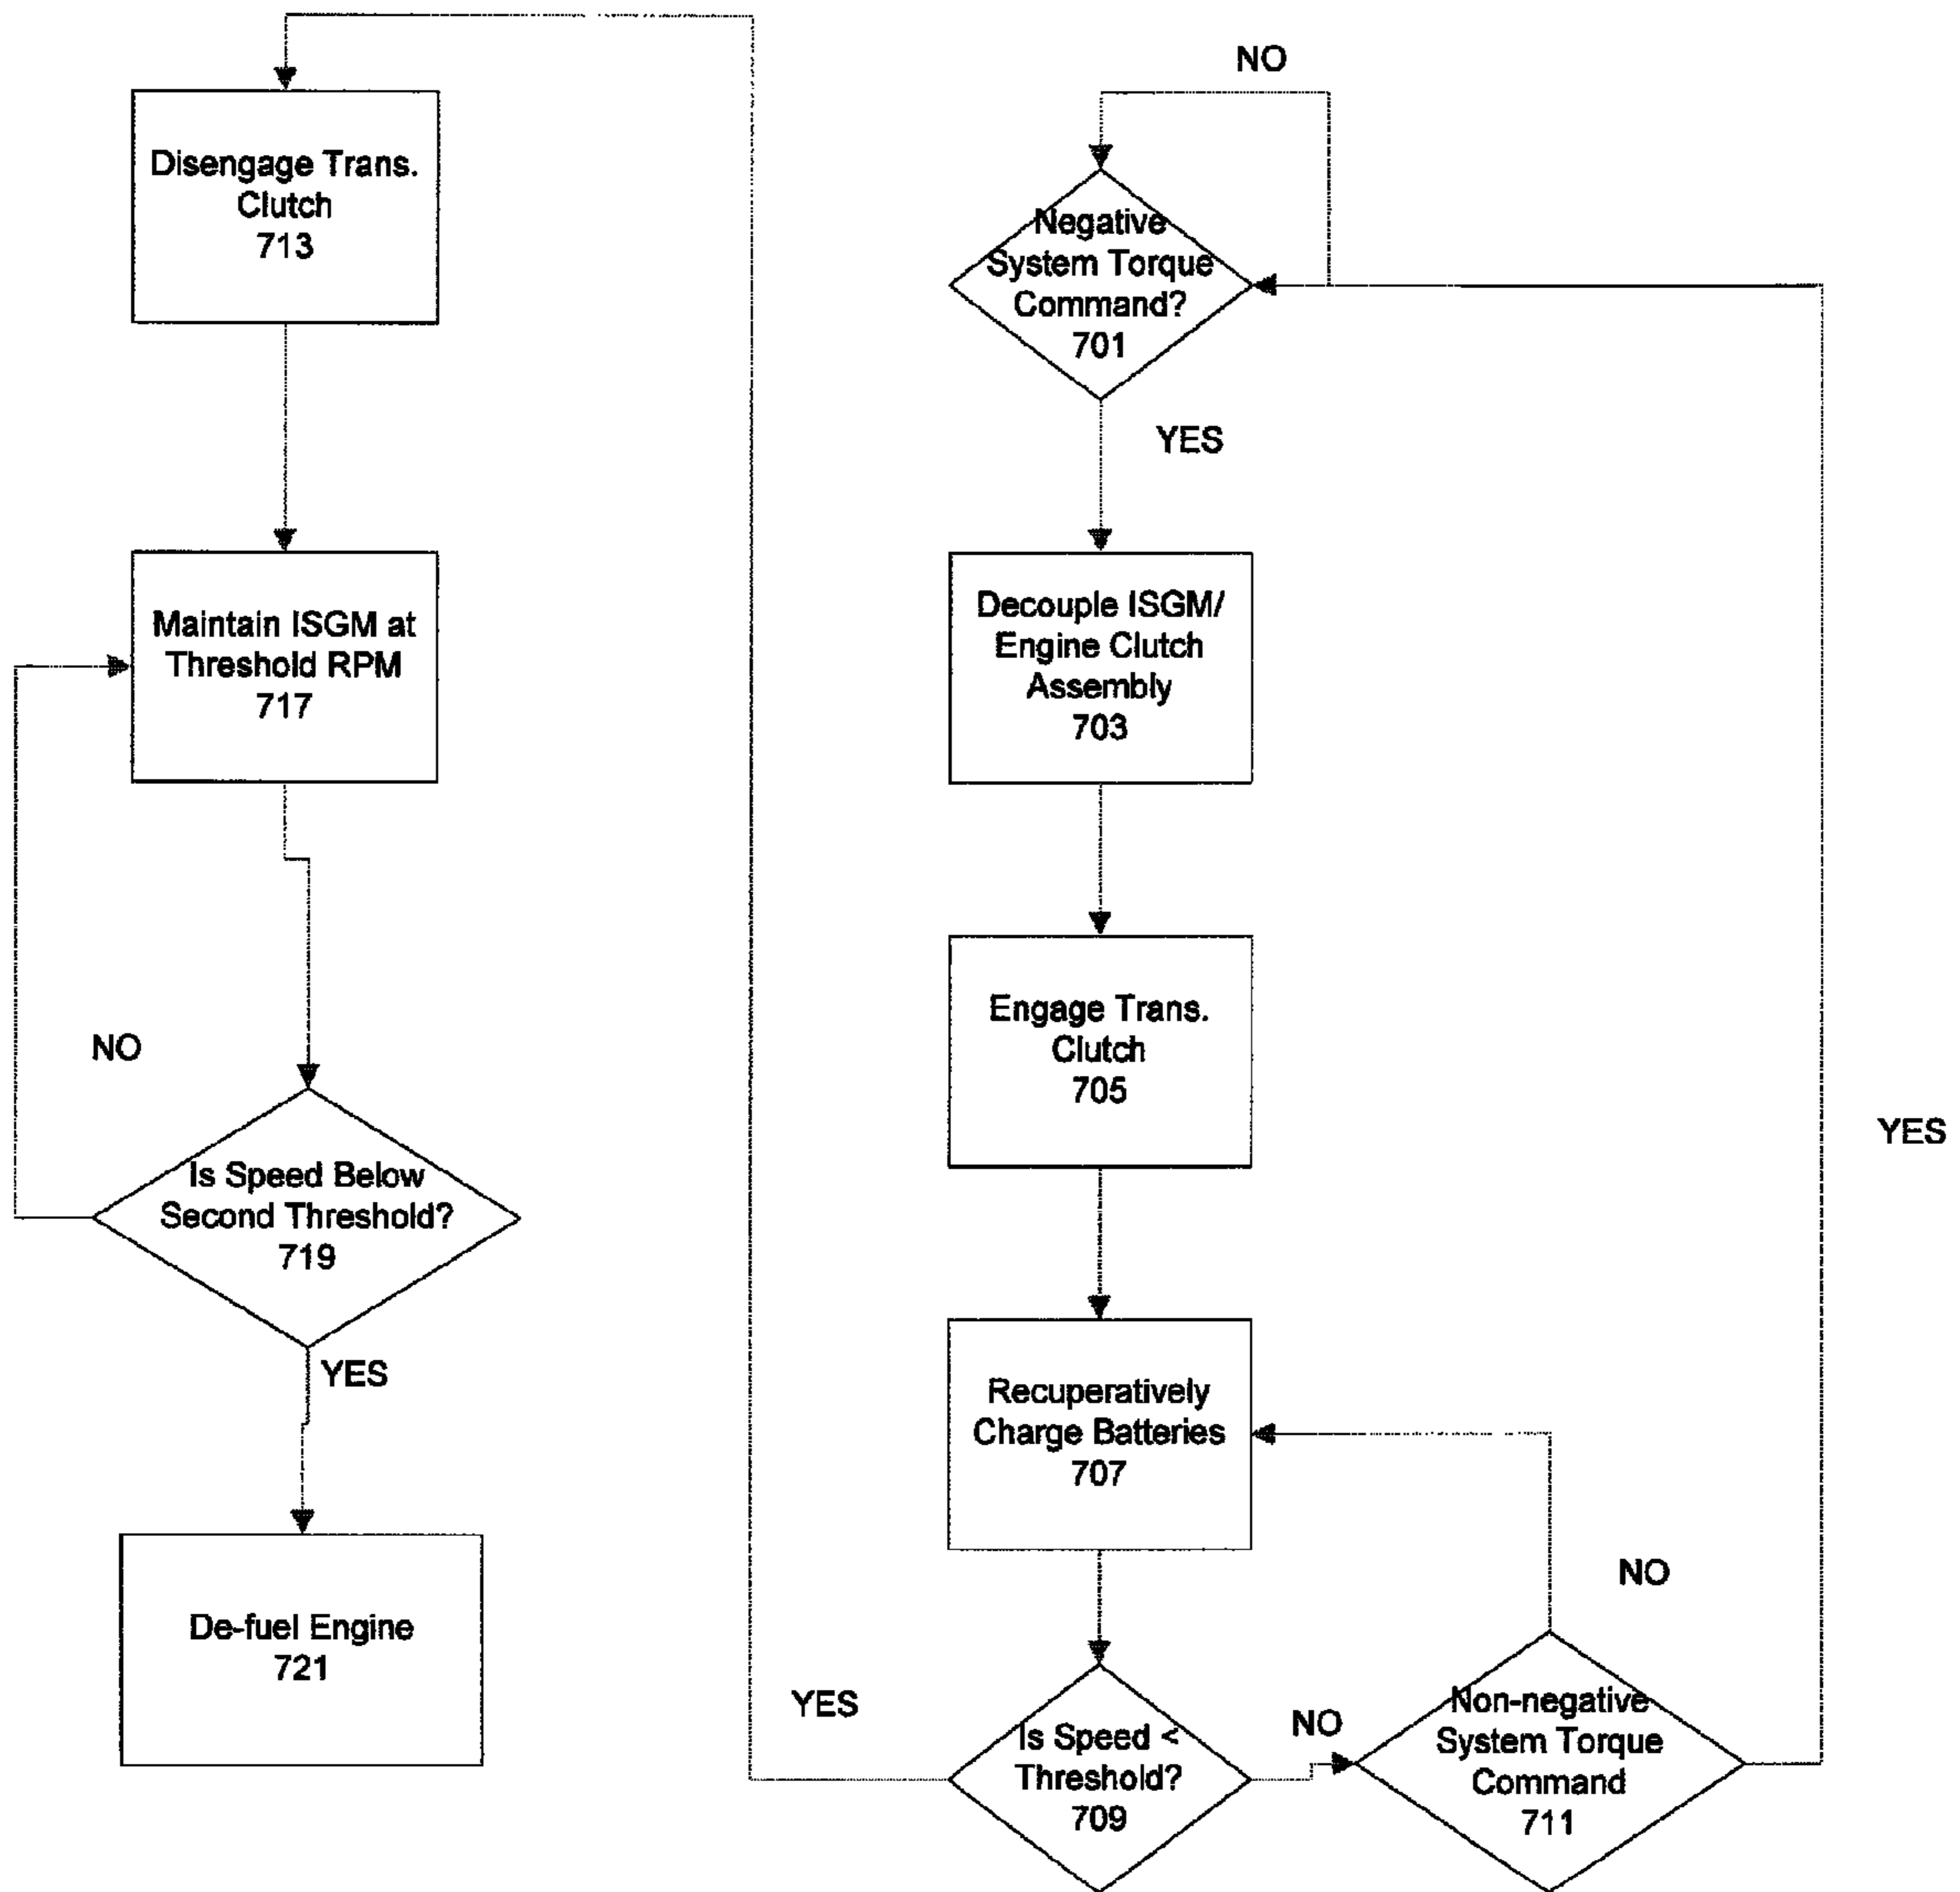 NO
Negative
System Torque
Command?
701
YES
Decouple ISGM/
Engine Clutch
Assembly
703
Engage Trans.
Clutch
705
Recuperatively
Charge Batteries
707
Is Speed <
Threshold?
709
NO
Non-negative
System Torque
Command
711
NO
YES
YES
Disengage Trans.
Clutch
713
Maintain ISGM at
Threshold RPM
717
NO
Is Speed Below
Second Threshold?
719
YES
De-fuel Engine
721